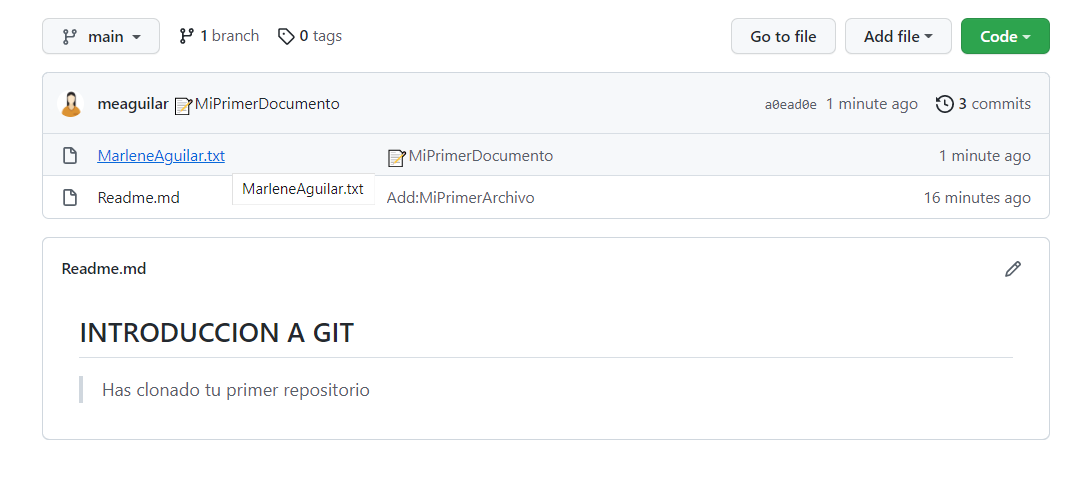 main 1 branch 0 tags Go to file Add file Code
meaguilar 📝MiPrimerDocumento a0ead0e 1 minute ago 3 commits
MarleneAguilar.txt 📝MiPrimerDocumento 1 minute ago
MarleneAguilar.txt
Readme.md Add:MiPrimerArchivo 16 minutes ago
Readme.md
INTRODUCCION A GIT
Has clonado tu primer repositorio